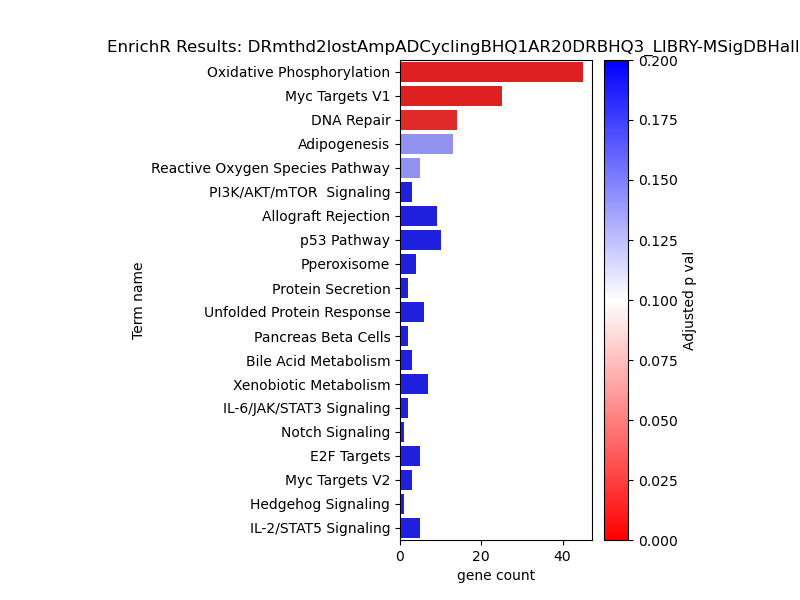 EnrichR Results: DRmthd2lostAmpADCyclingBHQ1AR20DRBHQ3_LIBRY-MSigDBHall
Oxidative Phosphorylation
Myc Targets V1
DNA Repair
Adipogenesis
Reactive Oxygen Species Pathway
PI3K/AKT/mTOR  Signaling
Allograft Rejection
p53 Pathway
Pperoxisome
Protein Secretion
Unfolded Protein Response
Pancreas Beta Cells
Bile Acid Metabolism
Xenobiotic Metabolism
IL-6/JAK/STAT3 Signaling
Notch Signaling
E2F Targets
Myc Targets V2
Hedgehog Signaling
IL-2/STAT5 Signaling
Term name
0 20 40
gene count
0.200
0.175
0.150
0.125
0.100
0.075
0.050
0.025
0.000
Adjusted p val